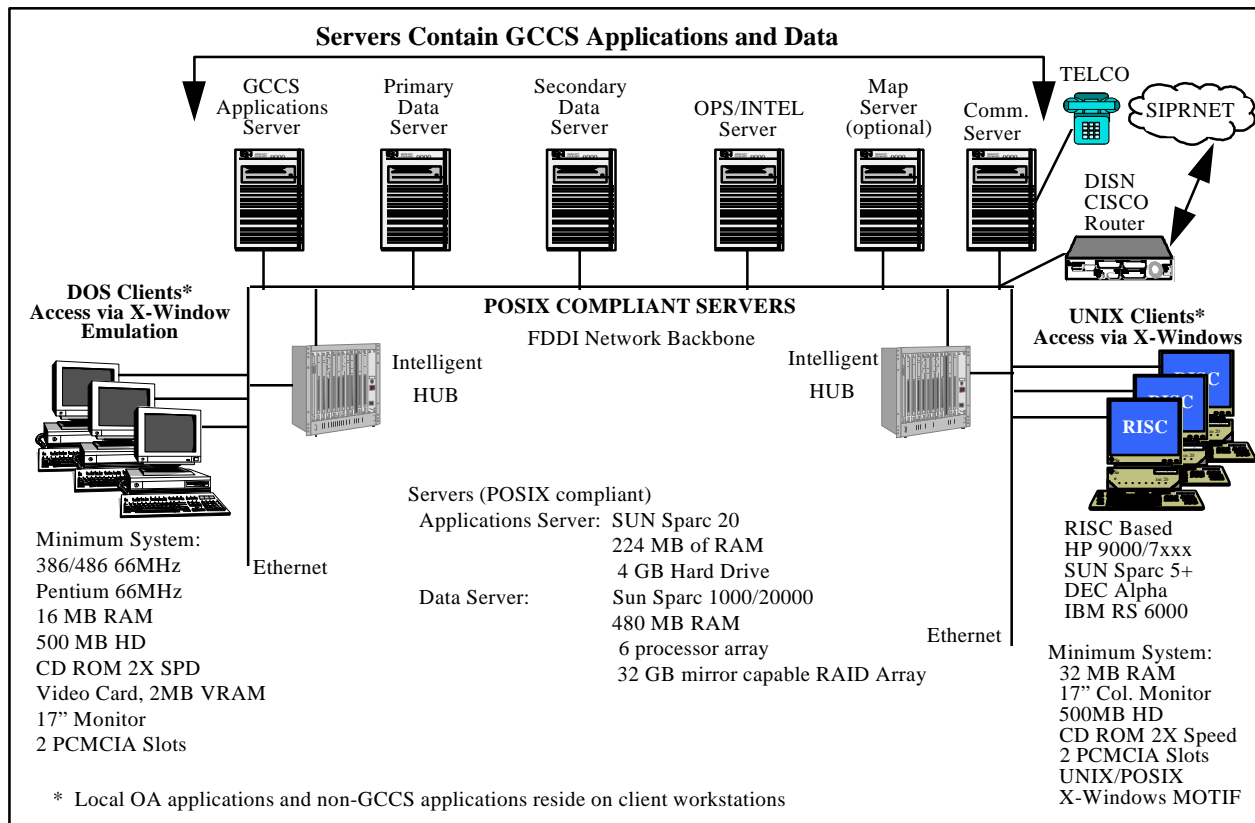 Servers Contain GCCS Applications and Data
GCCS
Applications
Server
Primary
Data
Server
Secondary
Data
Server
OPS/INTEL
Server
Map
Server
(optional)
Comm.
Server
TELCO
SIPRNET
DISN
CISCO
Router
DOS Clients*
Access via X-Window
Emulation
POSIX COMPLIANT SERVERS
FDDI Network Backbone
UNIX Clients*
Access via X-Windows
Intelligent
HUB
Intelligent
HUB
RISC
RISC
RISC
Servers (POSIX compliant)
Applications Server: SUN Sparc 20
224 MB of RAM
4 GB Hard Drive
Data Server: Sun Sparc 1000/20000
480 MB RAM
6 processor array
32 GB mirror capable RAID Array
Minimum System:
386/486 66MHz
Pentium 66MHz
16 MB RAM
500 MB HD
CD ROM 2X SPD
Video Card, 2MB VRAM
17” Monitor
2 PCMCIA Slots
Ethernet
Ethernet
RISC Based
HP 9000/7xxx
SUN Sparc 5+
DEC Alpha
IBM RS 6000
Minimum System:
32 MB RAM
17” Col. Monitor
500MB HD
CD ROM 2X Speed
2 PCMCIA Slots
UNIX/POSIX
X-Windows MOTIF
* Local OA applications and non-GCCS applications reside on client workstations